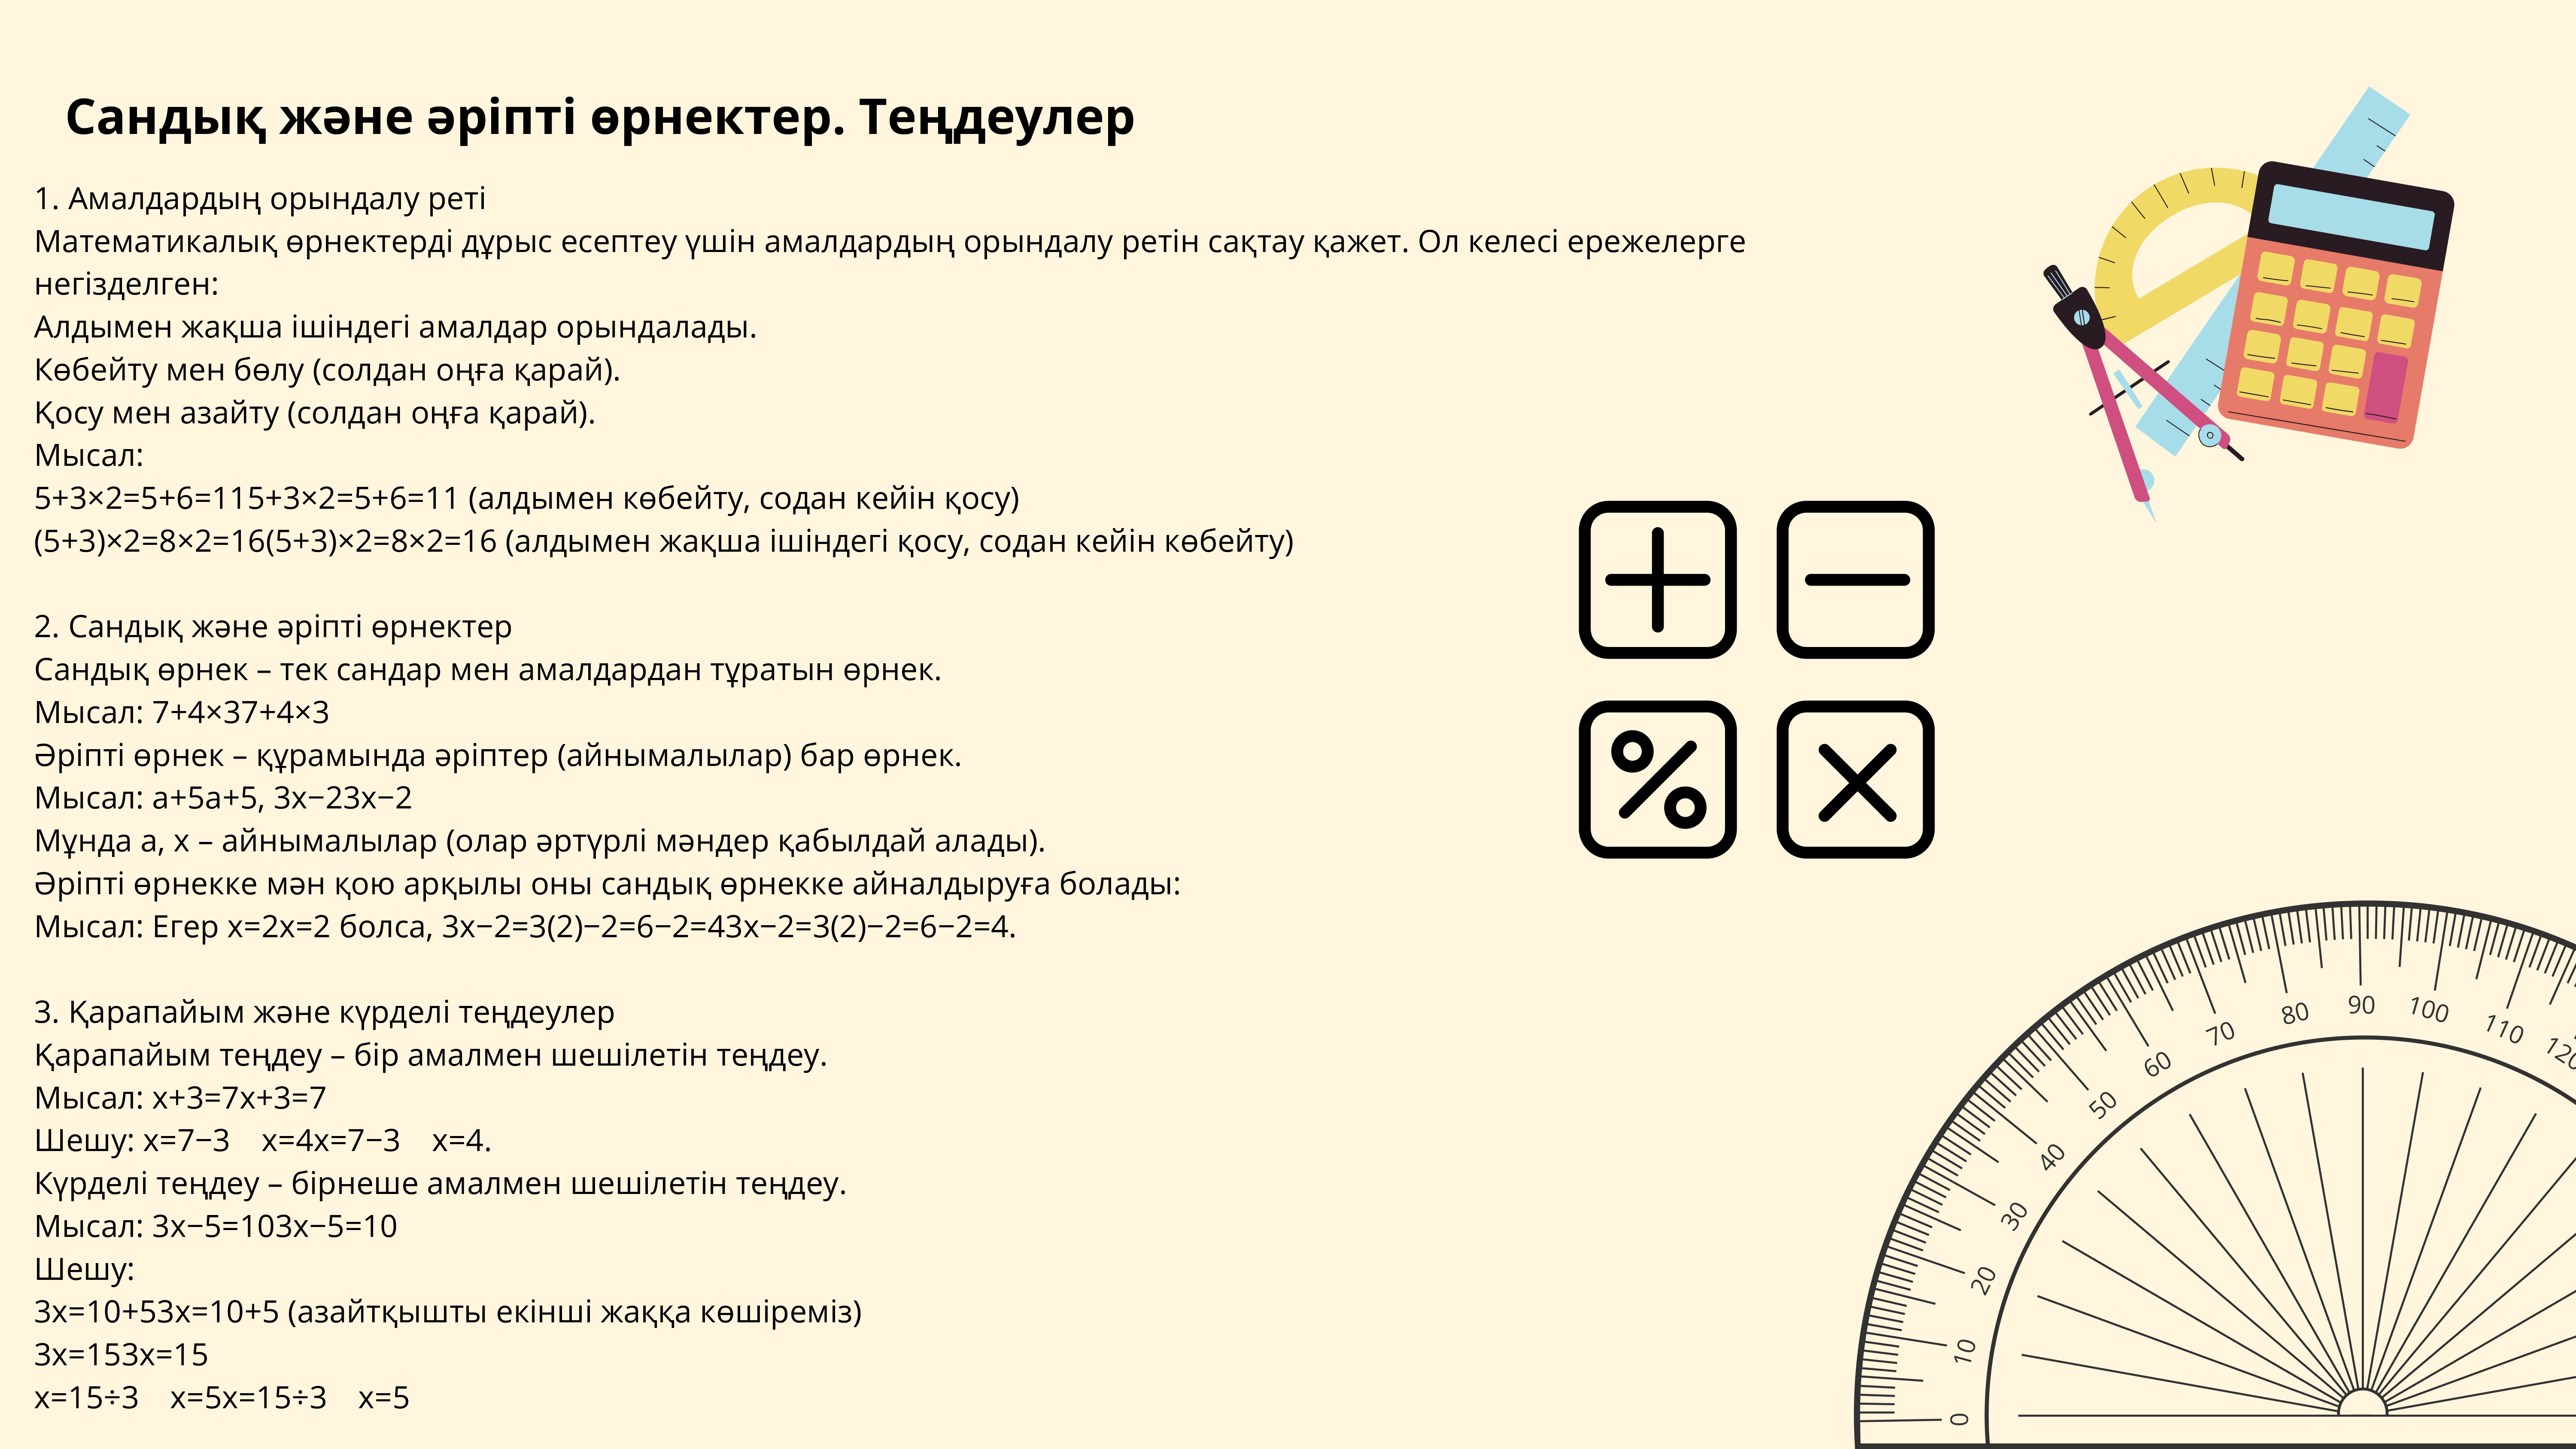 Сандық және әріпті өрнектер. Теңдеулер
1. Амалдардың орындалу реті
Математикалық өрнектерді дұрыс есептеу үшін амалдардың орындалу ретін сақтау қажет. Ол келесі ережелерге
негізделген:
Алдымен жақша ішіндегі амалдар орындалады.
Көбейту мен бөлу (солдан оңға қарай).
Қосу мен азайту (солдан оңға қарай).
Мысал:
5+3×2=5+6=115+3×2=5+6=11 (алдымен көбейту, содан кейін қосу)
(5+3)×2=8×2=16(5+3)×2=8×2=16 (алдымен жақша ішіндегі қосу, содан кейін көбейту)
2. Сандық және әріпті өрнектер
Сандық өрнек – тек сандар мен амалдардан тұратын өрнек.
Мысал: 7+4×37+4×3
Әріпті өрнек – құрамында әріптер (айнымалылар) бар өрнек.
Мысал: a+5a+5, 3x−23x−2
Мұнда a, x – айнымалылар (олар әртүрлі мәндер қабылдай алады).
Әріпті өрнекке мән қою арқылы оны сандық өрнекке айналдыруға болады:
Мысал: Егер x=2x=2 болса, 3x−2=3(2)−2=6−2=43x−2=3(2)−2=6−2=4.
3. Қарапайым және күрделі теңдеулер
Қарапайым теңдеу – бір амалмен шешілетін теңдеу.
Мысал: x+3=7x+3=7
Шешу: x=7−3 x=4x=7−3 x=4.
Күрделі теңдеу – бірнеше амалмен шешілетін теңдеу.
Мысал: 3x−5=103x−5=10
Шешу:
3x=10+53x=10+5 (азайтқышты екінші жаққа көшіреміз)
3x=153x=15
x=15÷3 x=5x=15÷3 x=5
+ −
% ×
0 10 20 30 40 50 60 70 80 90 100 110 120